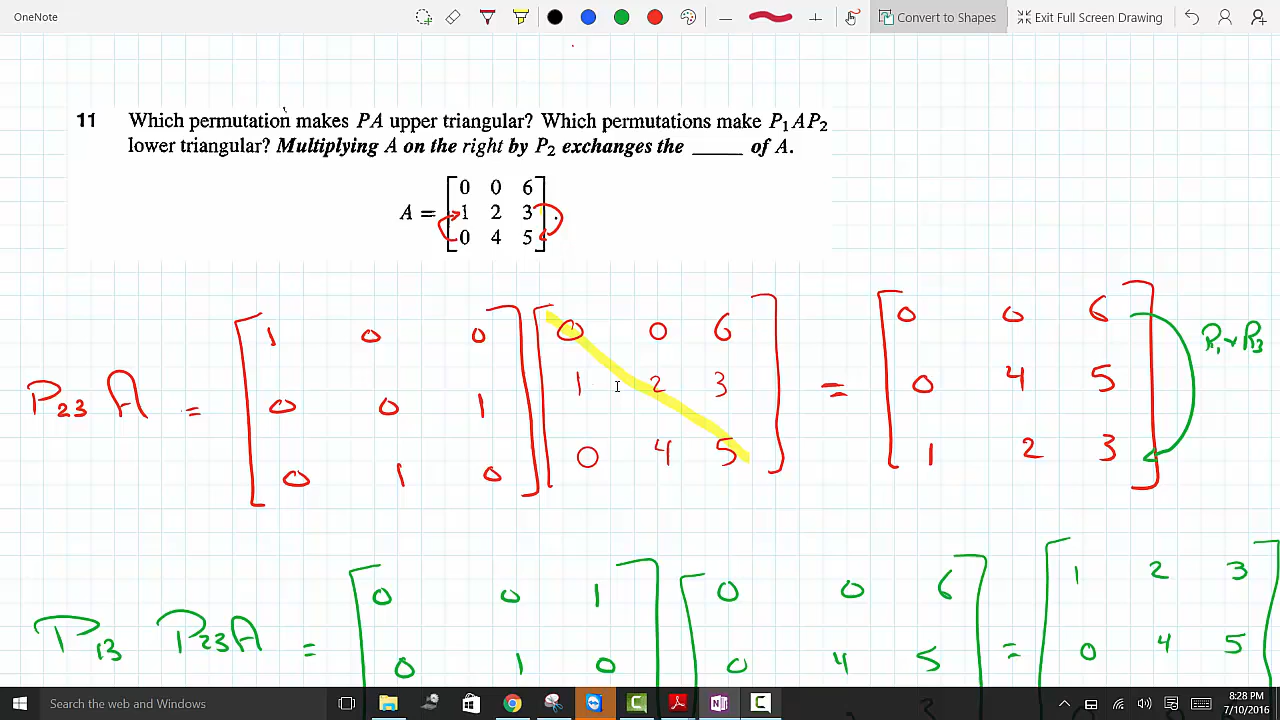 OneNote
Convert to Shapes
Exit Full Screen Drawing
11 Which permutation makes PA upper triangular? Which permutations make P₁AP₂
lower triangular? Multiplying A on the right by P₂ exchanges the _____ of A.
A = [0 0 6
1 2 3
0 4 5].
P₂₃ A = [1 0 0
0 0 1
0 1 0] [0 0 6
1 2 3
0 4 5] = [0 0 6
0 4 5
1 2 3]
P₁₃ P₂₃A = [0 0 1
0 1 0 [0 0 6
0 4 5 = [1 2 3]
0 4 5
Search the web and Windows
8:28 PM
7/10/2016